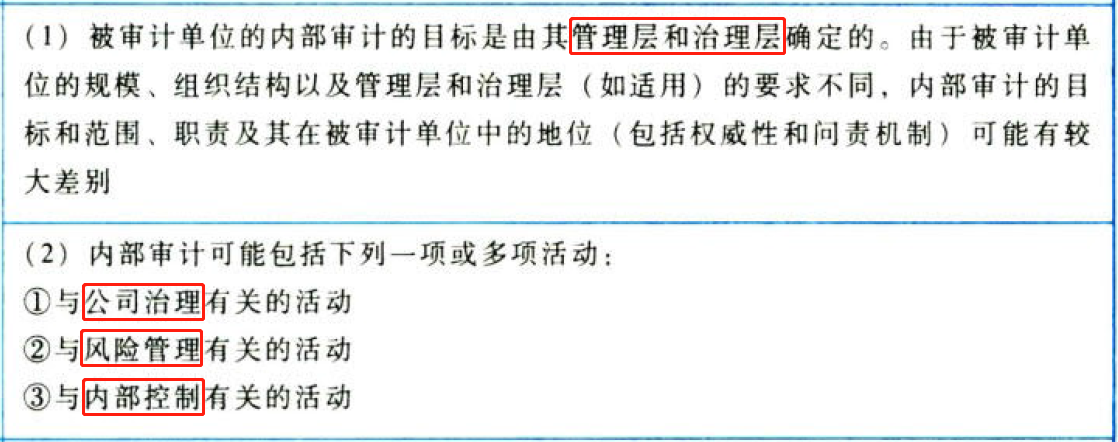 (1) 被审计单位的内部审计的目标是由其管理层和治理层确定的。由于被审计单
位的规模、组织结构以及管理层和治理层（如适用）的要求不同，内部审计的目
标和范围、职责及其在被审计单位中的地位（包括权威性和问责机制）可能有较
大差别
(2) 内部审计可能包括下列一项或多项活动：
①与公司治理有关的活动
②与风险管理有关的活动
③与内部控制有关的活动